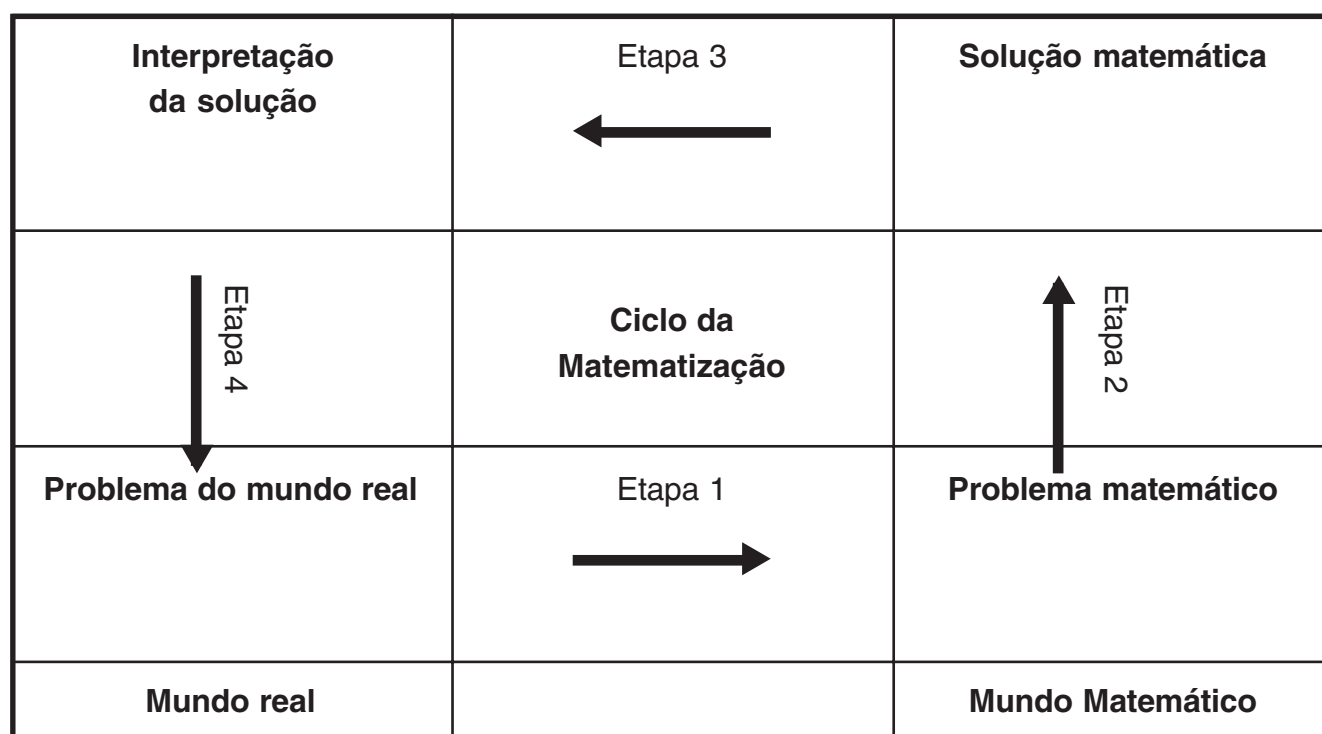 Interpretação
da solução
Etapa 3
Solução matemática
Etapa 4
Ciclo da
Matematização
Etapa 2
Problema do mundo real
Etapa 1
Problema matemático
Mundo real
Mundo Matemático